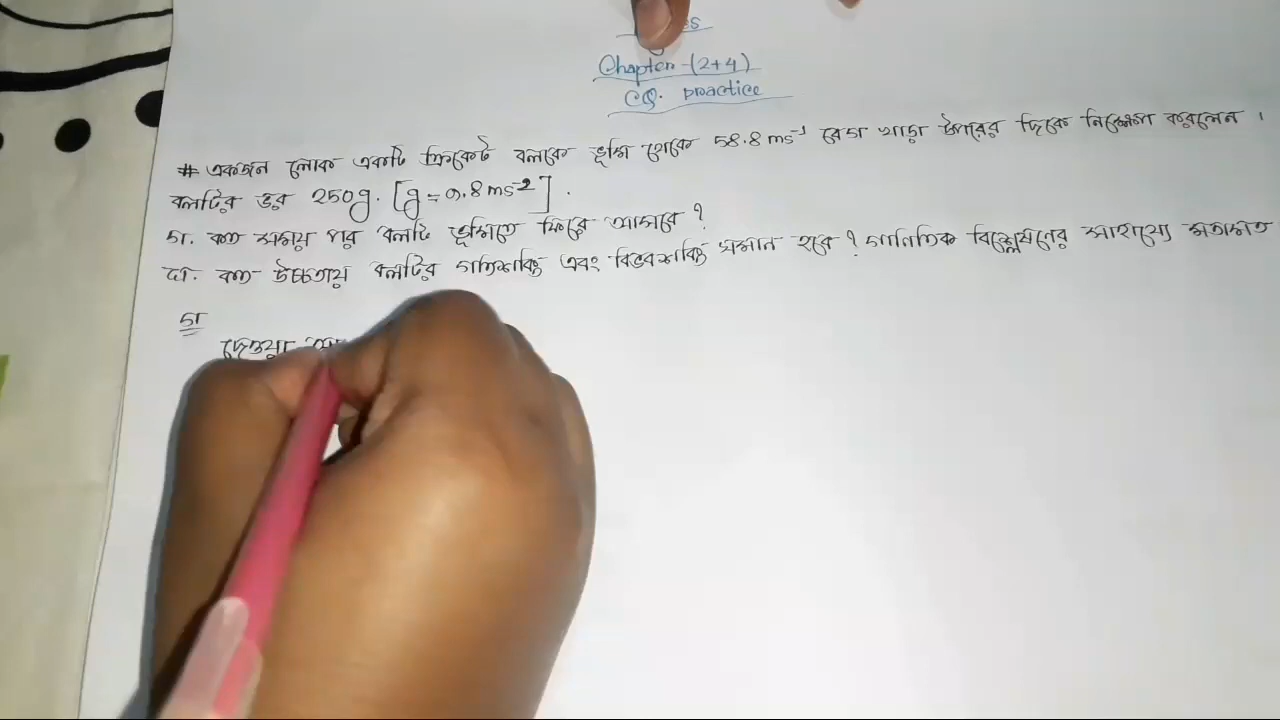 Chapter-(2+4)
CQ. practice
# একজন লোক একটি ক্রিকেট বলকে ভূমি থেকে 58.8 ms⁻¹ বেগে খাড়া উপরের দিকে নিক্ষেপ করলেন ।
বলটির ভর 250g. [g = 9.8 ms⁻²] .
গ. কত সময় পর বলটি ভূমিতে ফিরে আসবে ?
ঘ. কত উচ্চতায় বলটির গতিশক্তি এবং বিভবশক্তি সমান হবে ? গানিতিক বিশ্লেষনের সাহায্যে মতামত
গ
দেওয়া